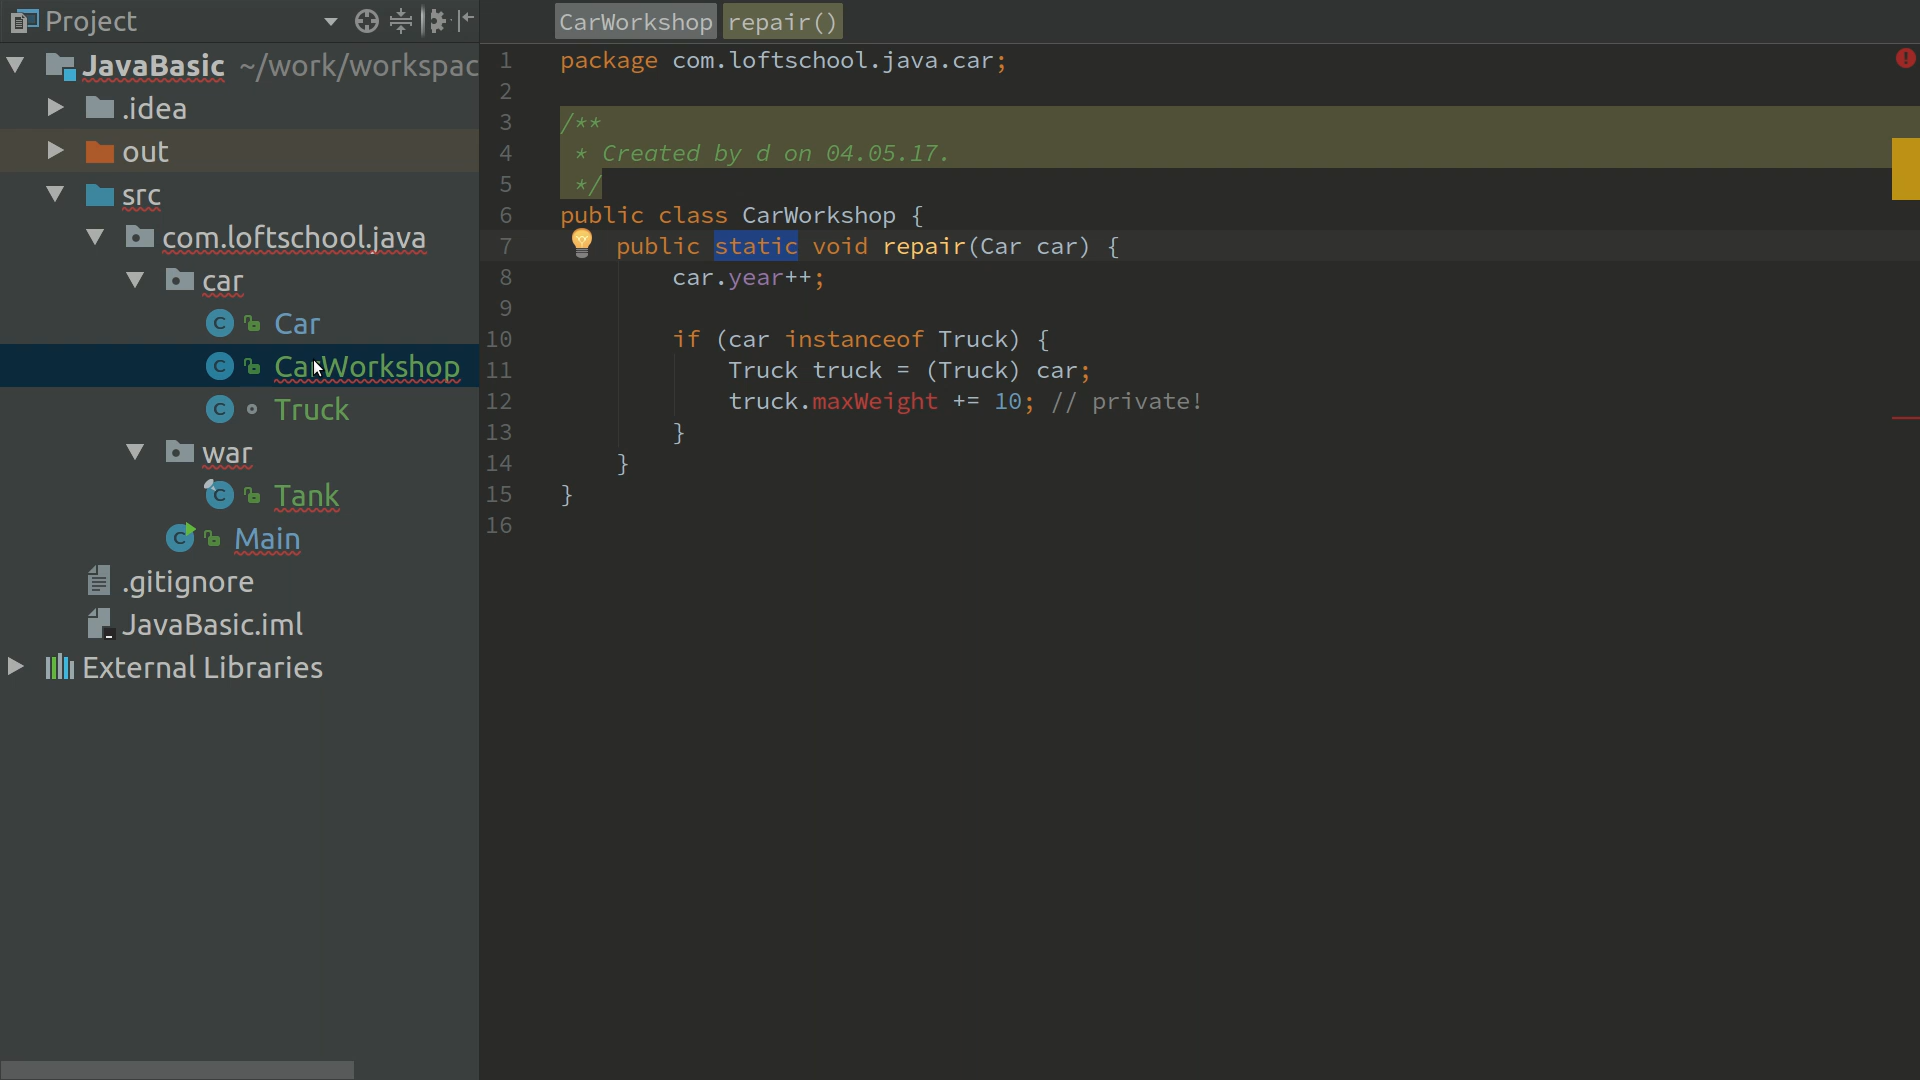 Project
JavaBasic ~/work/workspac
.idea
out
src
com.loftschool.java
car
C Car
C CarWorkshop
C Truck
war
C Tank
C Main
.gitignore
JavaBasic.iml
External Libraries
CarWorkshop repair()
1 package com.loftschool.java.car;
2
3 /**
4 * Created by d on 04.05.17.
5 */
6 public class CarWorkshop {
7 public static void repair(Car car) {
8 car.year++;
9
10 if (car instanceof Truck) {
11 Truck truck = (Truck) car;
12 truck.maxWeight += 10; // private!
13 }
14 }
15 }
16